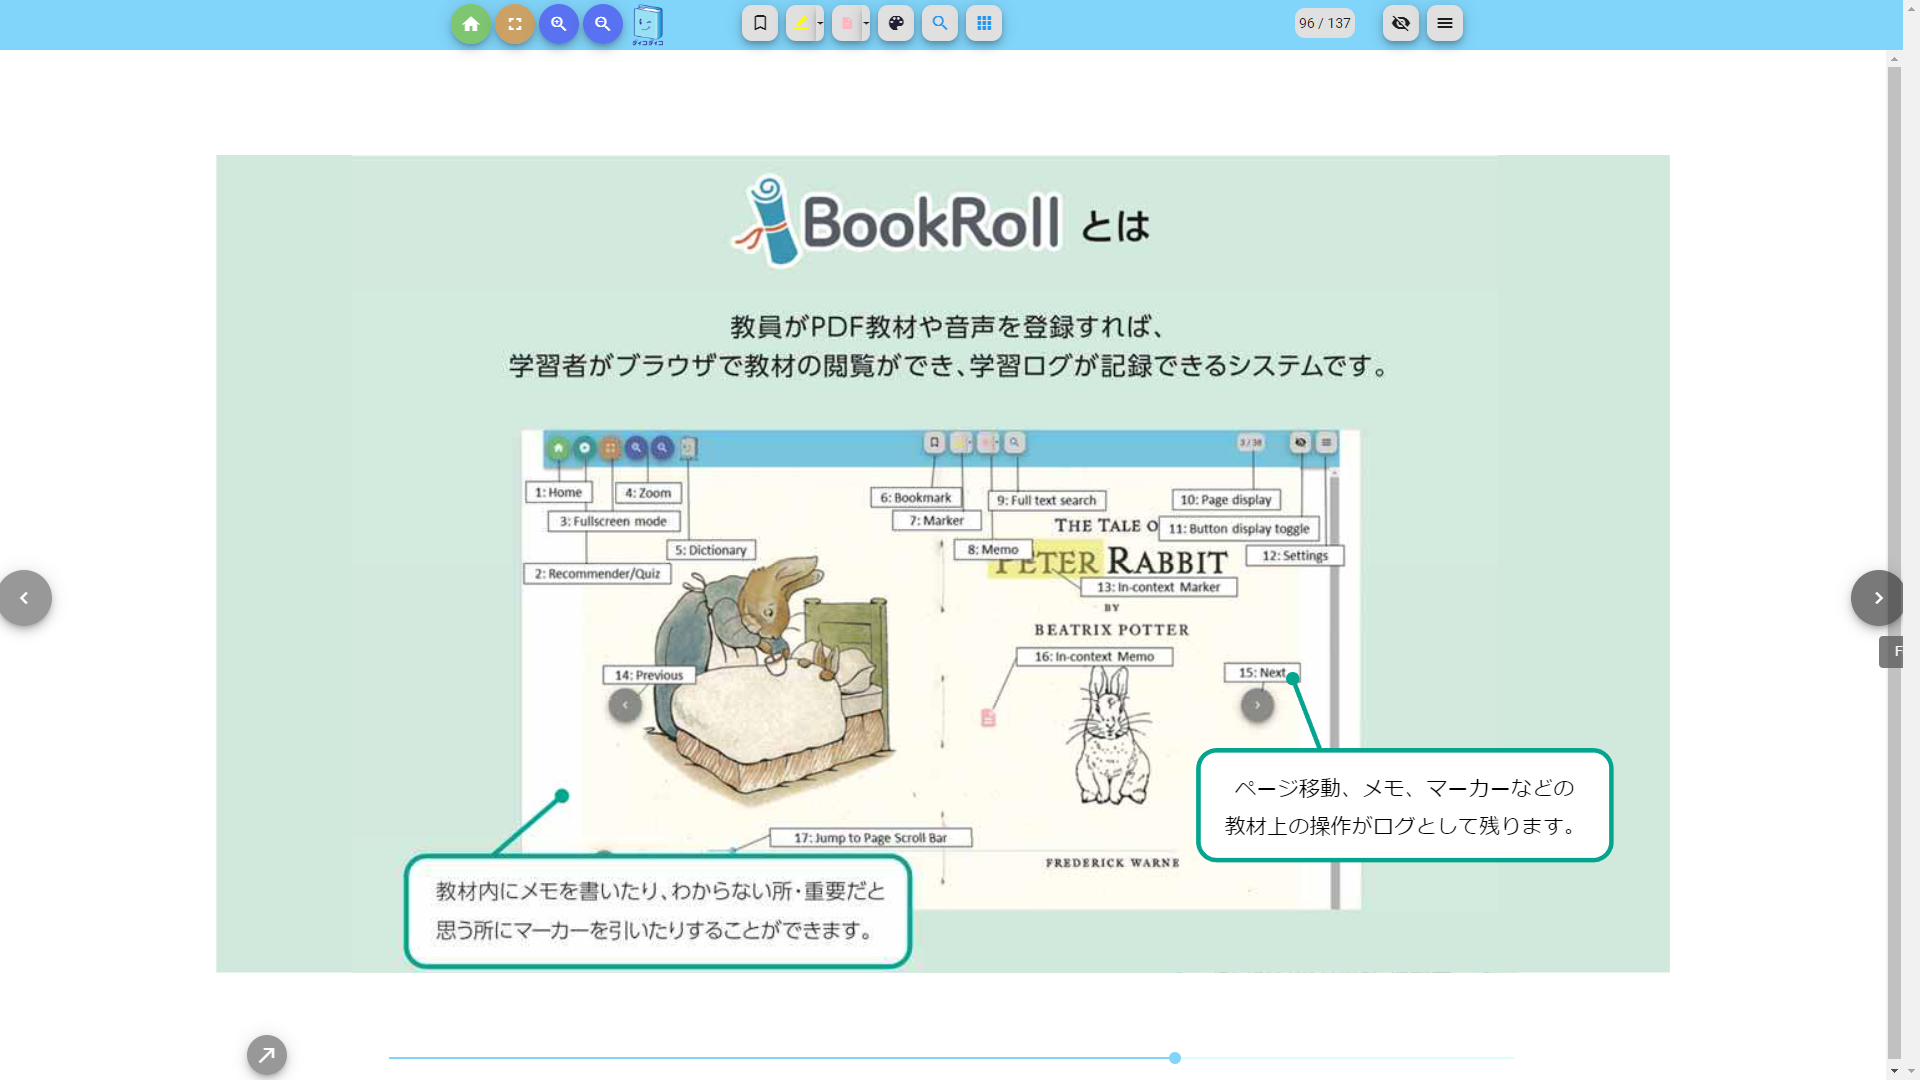 ディコディコ
96 / 137
BookRoll とは
教員がPDF教材や音声を登録すれば、
学習者がブラウザで教材の閲覧ができ、学習ログが記録できるシステムです。
3 / 38
1: Home
4: Zoom
3: Fullscreen mode
5: Dictionary
2: Recommender/Quiz
6: Bookmark
9: Full text search
7: Marker
8: Memo
10: Page display
11: Button display toggle
12: Settings
THE TALE O
PETER RABBIT
13: In-context Marker
BY
BEATRIX POTTER
16: In-context Memo
14: Previous
15: Next
ページ移動、メモ、マーカーなどの
教材上の操作がログとして残ります。
17: Jump to Page Scroll Bar
FREDERICK WARNE
教材内にメモを書いたり、わからない所・重要だと
思う所にマーカーを引いたりすることができます。